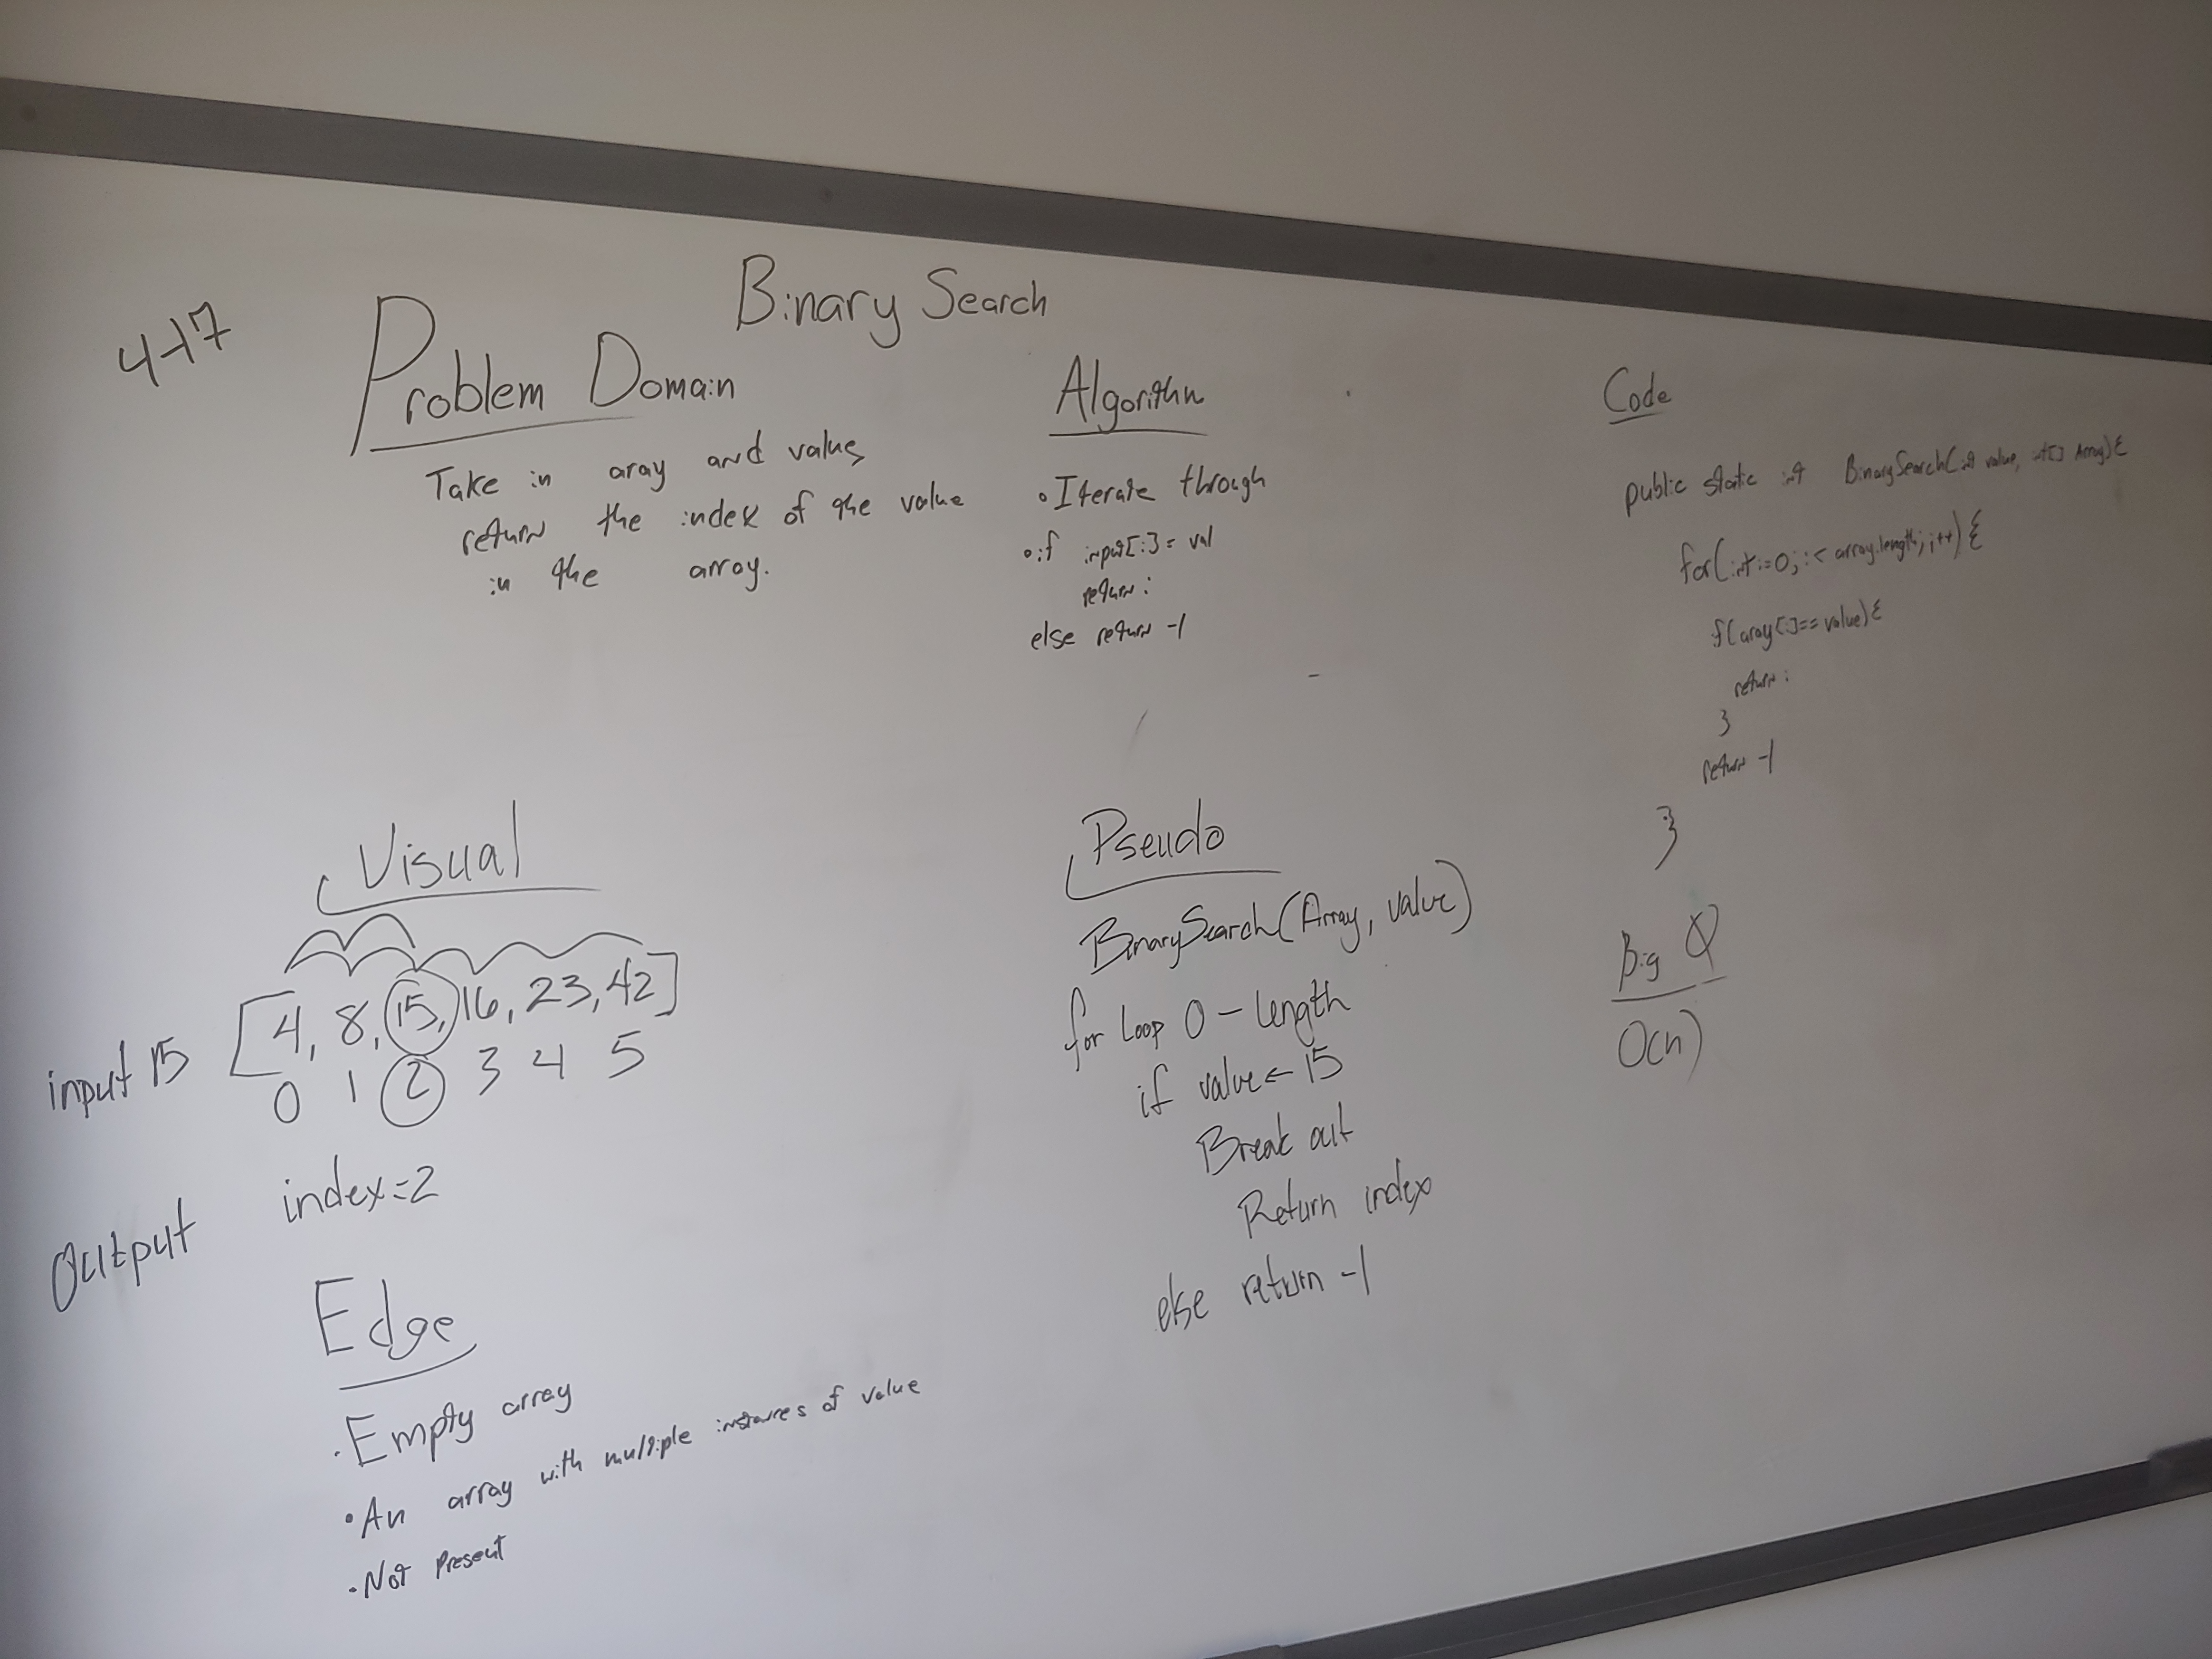 Binary Search
4-17
Problem Domain
Take in aray and value,
return the index of the value
in the array.
Algorithm
• Iterate through
• if input[i] = val
return i
else return -1
Code
public static int BinarySearch(int value, int[] Array){
for(int i=0; i< array.length; i++){
if(aray[i]==value){
return i
}
return -1
}
Visual
input 15 [4, 8, 15, 16, 23, 42]
0 1 2 3 4 5
Output index=2
Edge
• Empty array
• An array with multiple instances of value
• Not Present
Pseudo
BinarySearch(Array, value)
for Loop 0 - length
if value ← 15
Break out
Return index
else return -1
Big O
O(n)